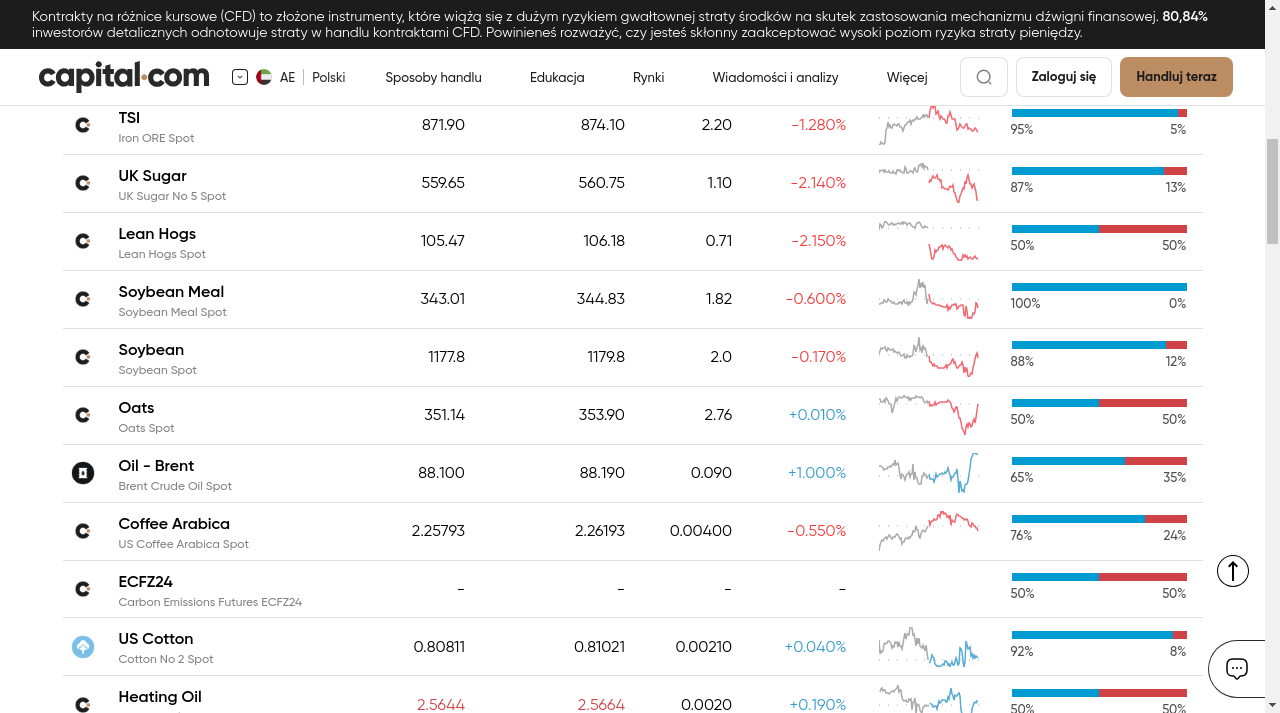 Kontrakty na różnice kursowe (CFD) to złożone instrumenty, które wiążą się z dużym ryzykiem gwałtownej straty środków na skutek zastosowania mechanizmu dźwigni finansowej. 80,84%
inwestorów detalicznych odnotowuje straty w handlu kontraktami CFD. Powinieneś rozważyć, czy jesteś skłonny zaakceptować wysoki poziom ryzyka straty pieniędzy.
capital.com AE Polski Sposoby handlu Edukacja Rynki Wiadomości i analizy Więcej Zaloguj się Handluj teraz
TSI 871.90 874.10 2.20 -1.280% 95% 5%
Iron ORE Spot
UK Sugar 559.65 560.75 1.10 -2.140% 87% 13%
UK Sugar No 5 Spot
Lean Hogs 105.47 106.18 0.71 -2.150% 50% 50%
Lean Hogs Spot
Soybean Meal 343.01 344.83 1.82 -0.600% 100% 0%
Soybean Meal Spot
Soybean 1177.8 1179.8 2.0 -0.170% 88% 12%
Soybean Spot
Oats 351.14 353.90 2.76 +0.010% 50% 50%
Oats Spot
Oil - Brent 88.100 88.190 0.090 +1.000% 65% 35%
Brent Crude Oil Spot
Coffee Arabica 2.25793 2.26193 0.00400 -0.550% 76% 24%
US Coffee Arabica Spot
ECFZ24 - - - - 50% 50%
Carbon Emissions Futures ECFZ24
US Cotton 0.80811 0.81021 0.00210 +0.040% 92% 8%
Cotton No 2 Spot
Heating Oil 2.5644 2.5664 0.0020 +0.190% 50% 50%